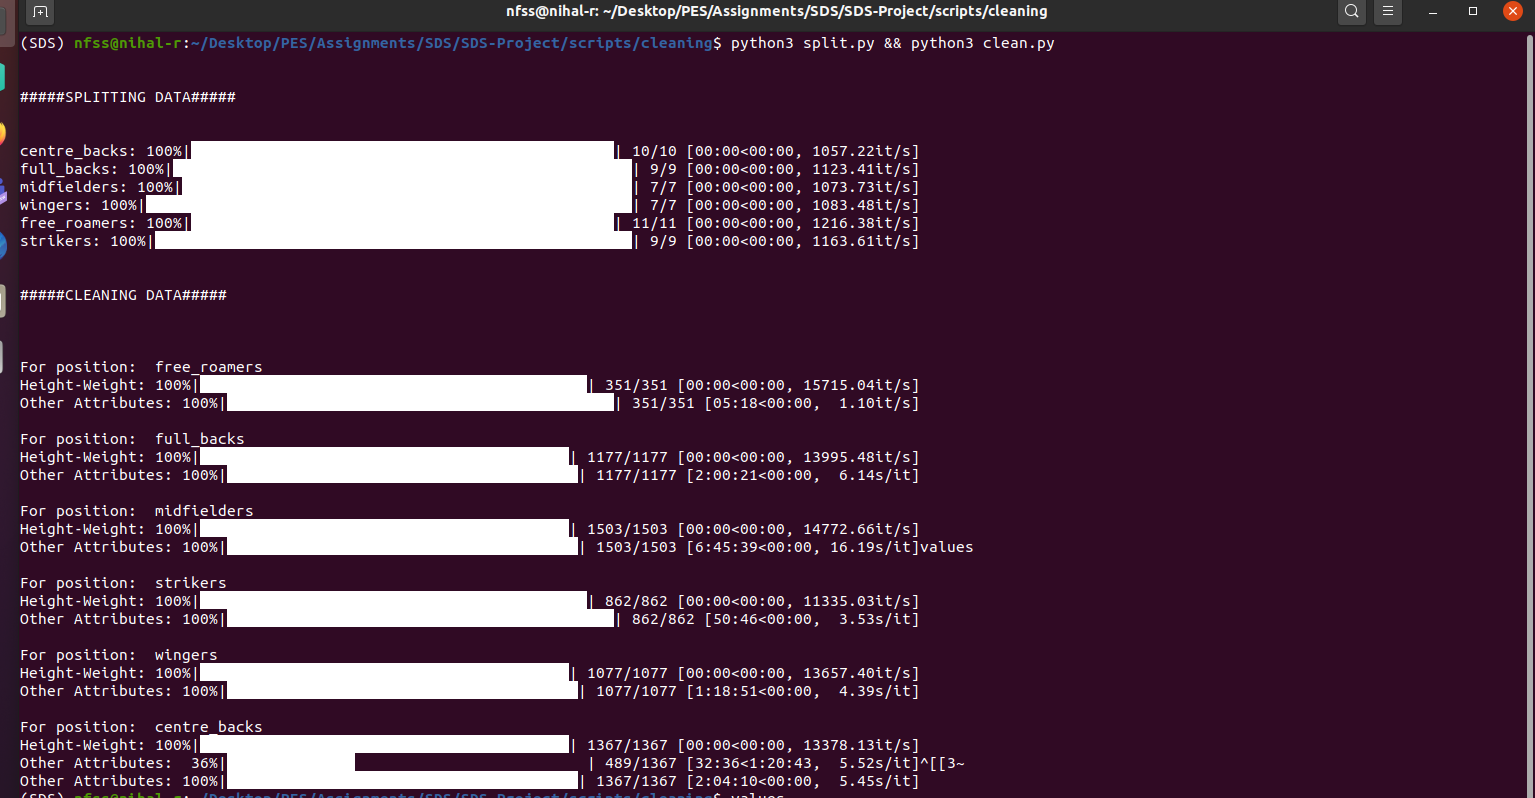 nfss@nihal-r: ~/Desktop/PES/Assignments/SDS/SDS-Project/scripts/cleaning
(SDS) nfss@nihal-r:~/Desktop/PES/Assignments/SDS/SDS-Project/scripts/cleaning$ python3 split.py && python3 clean.py
#####SPLITTING DATA#####
centre_backs: 100%| | 10/10 [00:00<00:00, 1057.22it/s]
full_backs: 100%| | 9/9 [00:00<00:00, 1123.41it/s]
midfielders: 100%| | 7/7 [00:00<00:00, 1073.73it/s]
wingers: 100%| | 7/7 [00:00<00:00, 1083.48it/s]
free_roamers: 100%| | 11/11 [00:00<00:00, 1216.38it/s]
strikers: 100%| | 9/9 [00:00<00:00, 1163.61it/s]
#####CLEANING DATA#####
For position:  free_roamers
Height-Weight: 100%| | 351/351 [00:00<00:00, 15715.04it/s]
Other Attributes: 100%| | 351/351 [05:18<00:00,  1.10it/s]
For position:  full_backs
Height-Weight: 100%| | 1177/1177 [00:00<00:00, 13995.48it/s]
Other Attributes: 100%| | 1177/1177 [2:00:21<00:00,  6.14s/it]
For position:  midfielders
Height-Weight: 100%| | 1503/1503 [00:00<00:00, 14772.66it/s]
Other Attributes: 100%| | 1503/1503 [6:45:39<00:00, 16.19s/it]values
For position:  strikers
Height-Weight: 100%| | 862/862 [00:00<00:00, 11335.03it/s]
Other Attributes: 100%| | 862/862 [50:46<00:00,  3.53s/it]
For position:  wingers
Height-Weight: 100%| | 1077/1077 [00:00<00:00, 13657.40it/s]
Other Attributes: 100%| | 1077/1077 [1:18:51<00:00,  4.39s/it]
For position:  centre_backs
Height-Weight: 100%| | 1367/1367 [00:00<00:00, 13378.13it/s]
Other Attributes:  36%| | 489/1367 [32:36<1:20:43,  5.52s/it]^[[3~
Other Attributes: 100%| | 1367/1367 [2:04:10<00:00,  5.45s/it]
(SDS) nfss@nihal-r:~/Desktop/PES/Assignments/SDS/SDS-Project/scripts/cleaning$ values